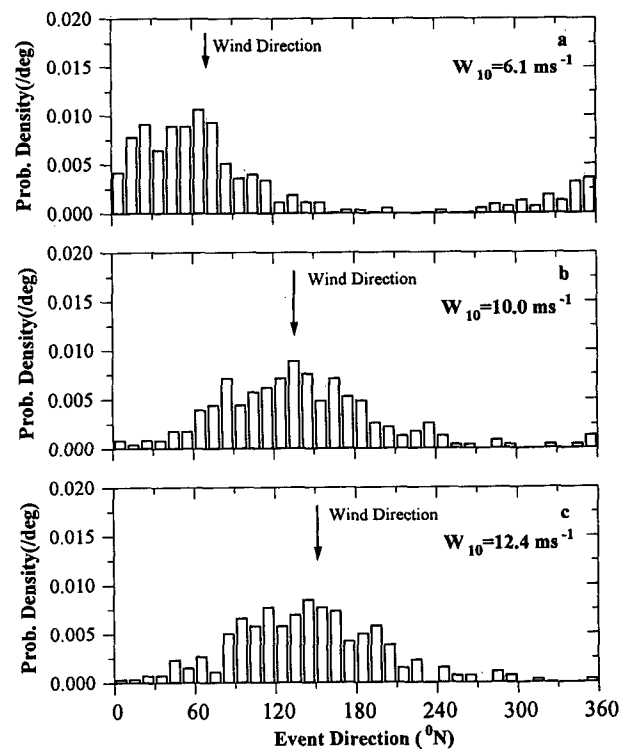 0.020
0.015
0.010
0.005
0.000
Prob. Density(/deg)
Wind Direction
a
W10=6.1 ms-1
0.020
0.015
0.010
0.005
0.000
Prob. Density(/deg)
Wind Direction
b
W10=10.0 ms-1
0.020
0.015
0.010
0.005
0.000
Prob. Density(/deg)
Wind Direction
c
W10=12.4 ms-1
0 60 120 180 240 300 360
Event Direction (0N)